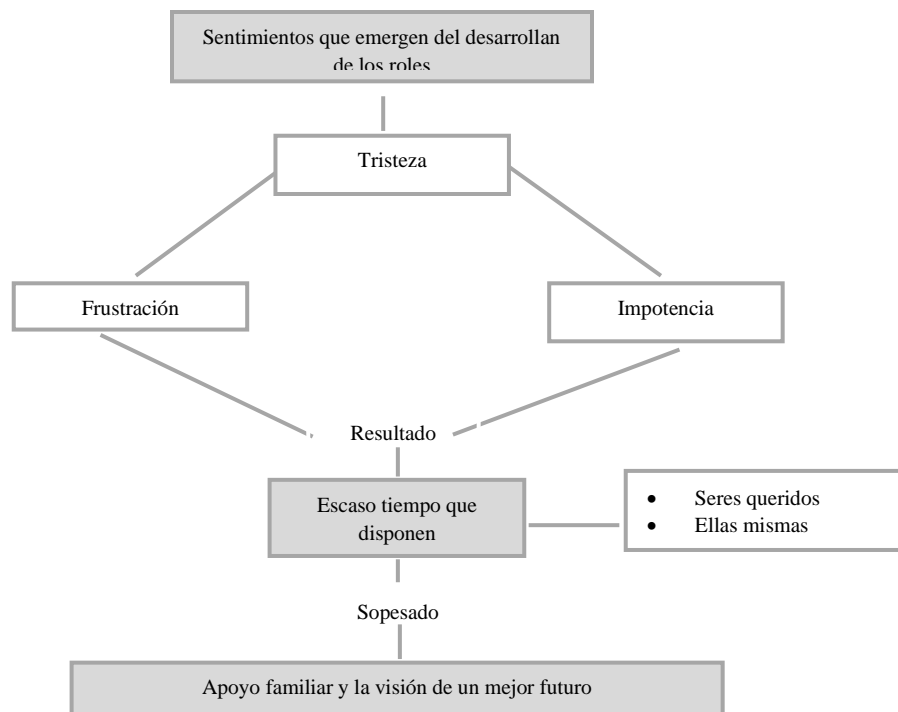 Sentimientos que emergen del desarrollan
de los roles
Tristeza
Frustración
Impotencia
Resultado
Escaso tiempo que
disponen
• Seres queridos
• Ellas mismas
Sopesado
Apoyo familiar y la visión de un mejor futuro